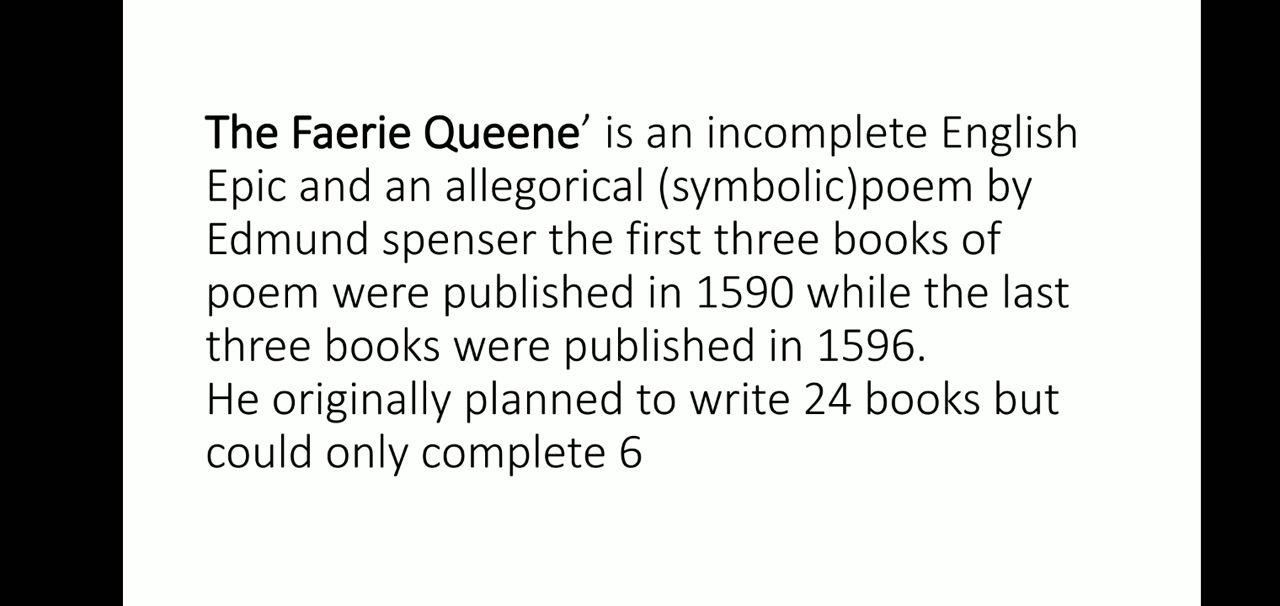 The Faerie Queene’ is an incomplete English
Epic and an allegorical (symbolic)poem by
Edmund spenser the first three books of
poem were published in 1590 while the last
three books were published in 1596.
He originally planned to write 24 books but
could only complete 6